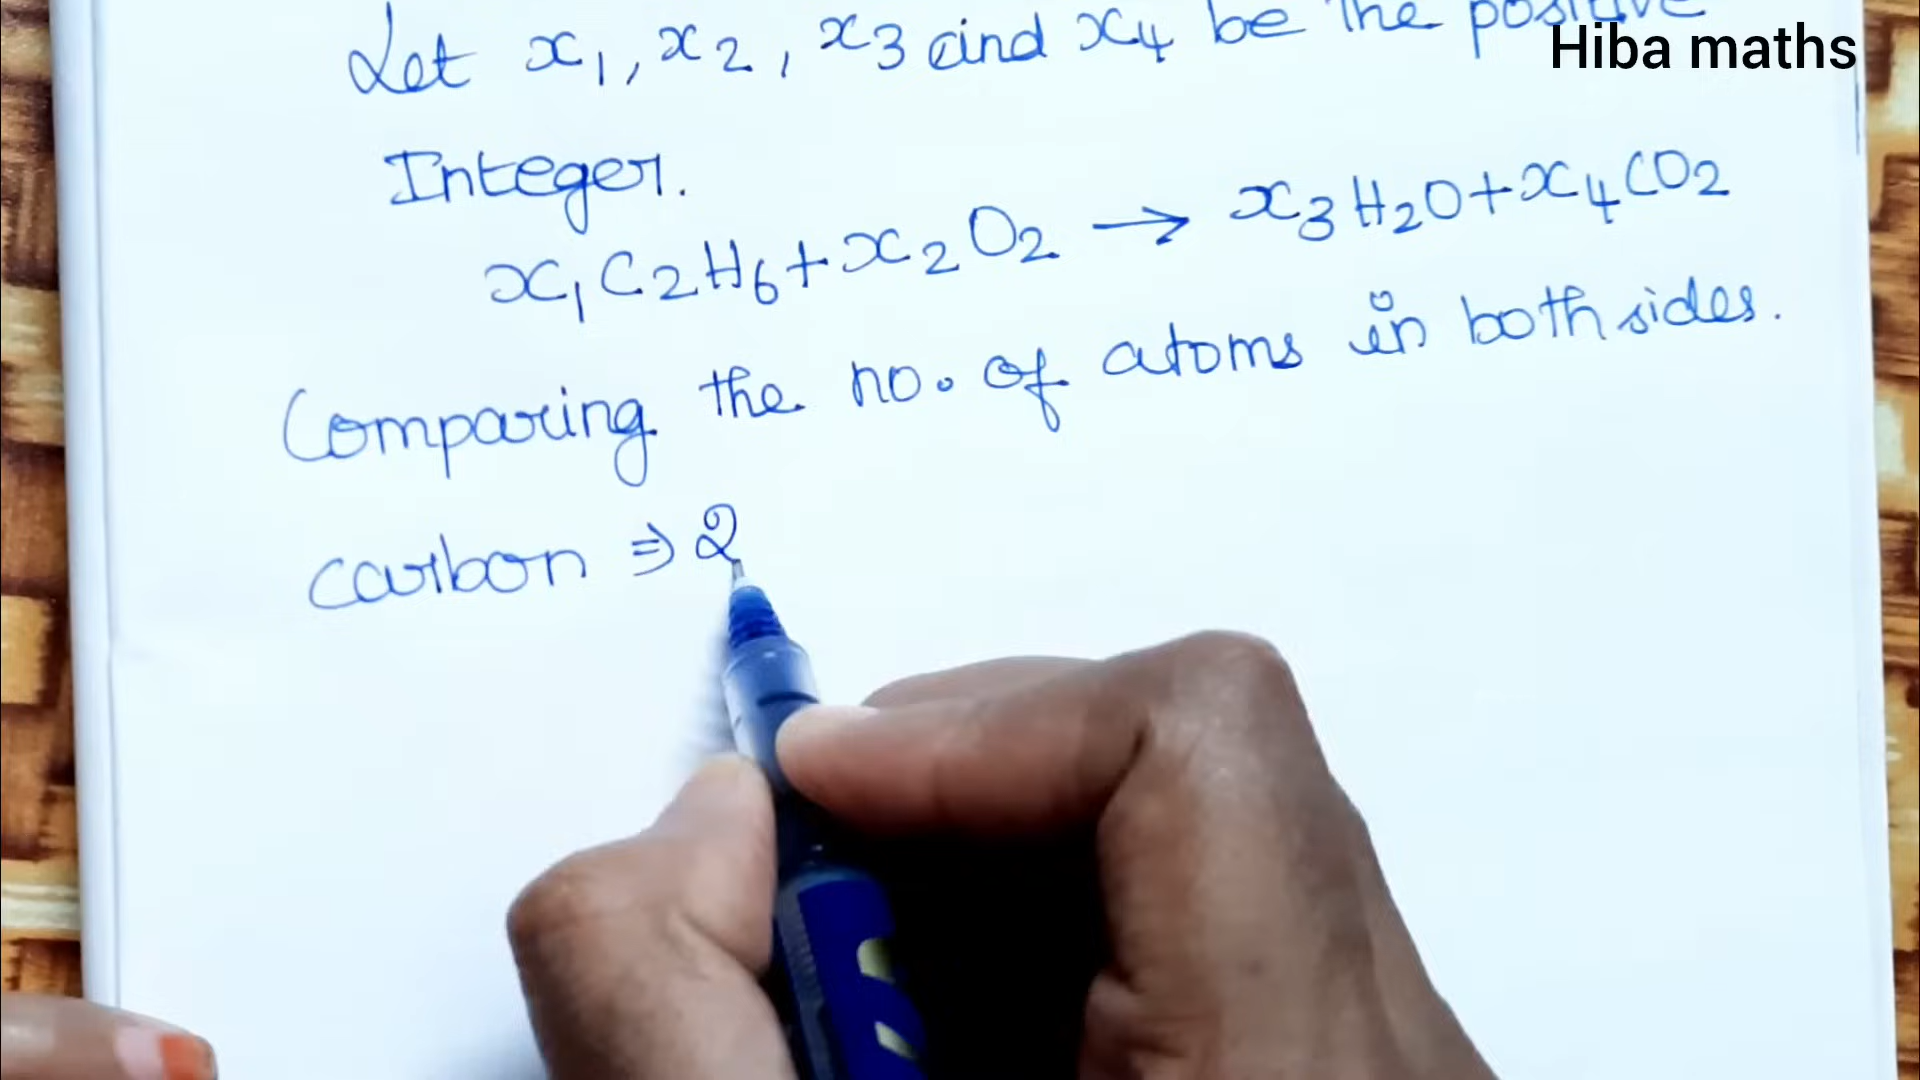 Let x1, x2, x3 and x4 be the positive
Hiba maths
Integer.
x1C2H6+x2O2 → x3H2O+x4CO2
Comparing the no. of atoms in both sides.
carbon ⇒ 2